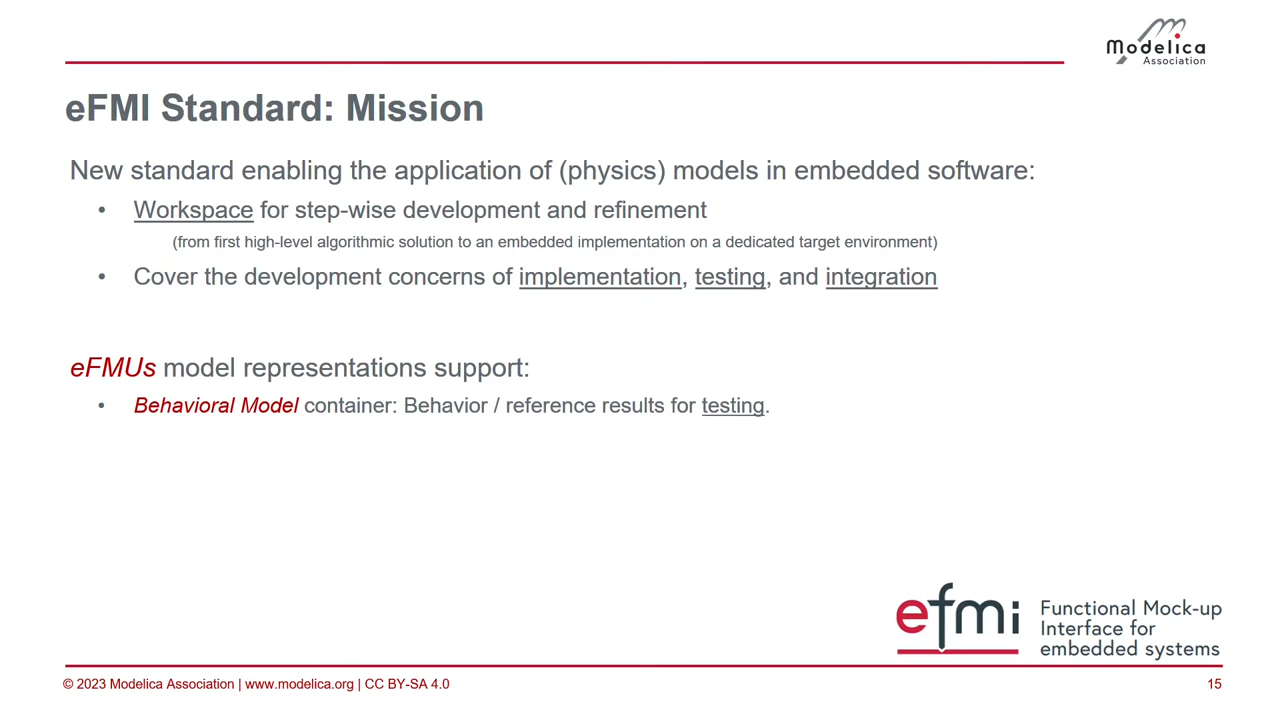 Modelica
Association
eFMI Standard: Mission
New standard enabling the application of (physics) models in embedded software:
• Workspace for step-wise development and refinement
(from first high-level algorithmic solution to an embedded implementation on a dedicated target environment)
• Cover the development concerns of implementation, testing, and integration
eFMUs model representations support:
• Behavioral Model container: Behavior / reference results for testing.
efmi
Functional Mock-up
Interface for
embedded systems
© 2023 Modelica Association | www.modelica.org | CC BY-SA 4.0
15